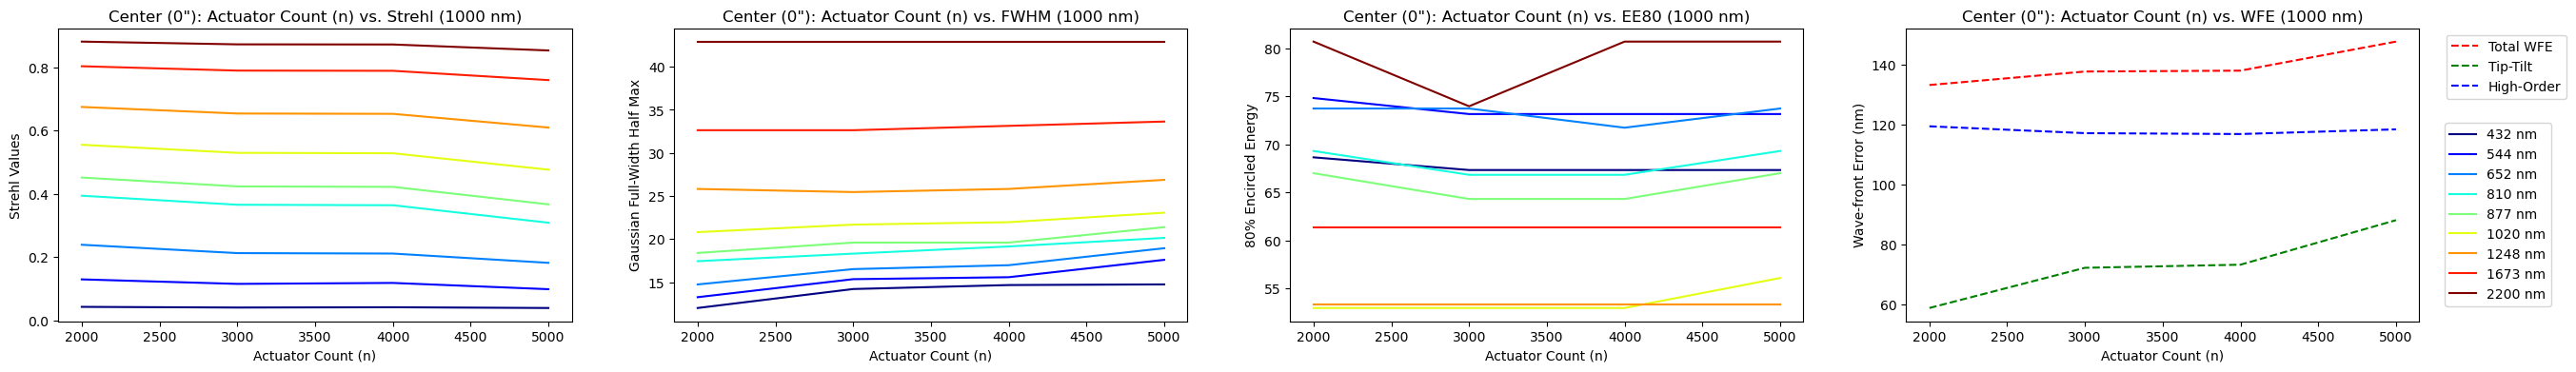 Center (0"): Actuator Count (n) vs. Strehl (1000 nm)
Strehl Values
0.8
0.6
0.4
0.2
0.0
2000 2500 3000 3500 4000 4500 5000
Actuator Count (n)
Center (0"): Actuator Count (n) vs. FWHM (1000 nm)
Gaussian Full-Width Half Max
40
35
30
25
20
15
2000 2500 3000 3500 4000 4500 5000
Actuator Count (n)
Center (0"): Actuator Count (n) vs. EE80 (1000 nm)
80% Encircled Energy
80
75
70
65
60
55
2000 2500 3000 3500 4000 4500 5000
Actuator Count (n)
Center (0"): Actuator Count (n) vs. WFE (1000 nm)
Wave-front Error (nm)
140
120
100
80
60
2000 2500 3000 3500 4000 4500 5000
Actuator Count (n)
Total WFE
Tip-Tilt
High-Order
432 nm
544 nm
652 nm
810 nm
877 nm
1020 nm
1248 nm
1673 nm
2200 nm